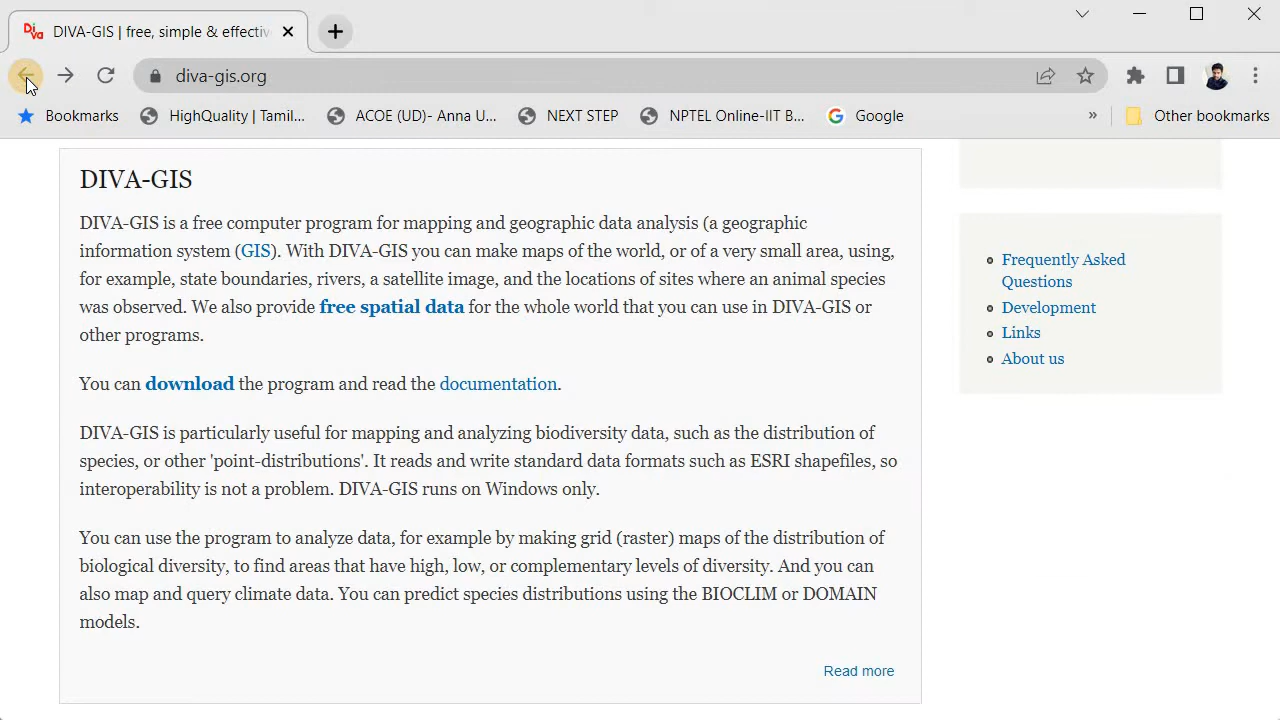 DIVA-GIS | free, simple & effectiv
diva-gis.org
Bookmarks
HighQuality | Tamil...
ACOE (UD)- Anna U...
NEXT STEP
NPTEL Online-IIT B...
Google
»
Other bookmarks
DIVA-GIS
DIVA-GIS is a free computer program for mapping and geographic data analysis (a geographic
information system (GIS). With DIVA-GIS you can make maps of the world, or of a very small area, using,
for example, state boundaries, rivers, a satellite image, and the locations of sites where an animal species
was observed. We also provide free spatial data for the whole world that you can use in DIVA-GIS or
other programs.
You can download the program and read the documentation.
DIVA-GIS is particularly useful for mapping and analyzing biodiversity data, such as the distribution of
species, or other 'point-distributions'. It reads and write standard data formats such as ESRI shapefiles, so
interoperability is not a problem. DIVA-GIS runs on Windows only.
You can use the program to analyze data, for example by making grid (raster) maps of the distribution of
biological diversity, to find areas that have high, low, or complementary levels of diversity. And you can
also map and query climate data. You can predict species distributions using the BIOCLIM or DOMAIN
models.
Read more
Frequently Asked
Questions
Development
Links
About us